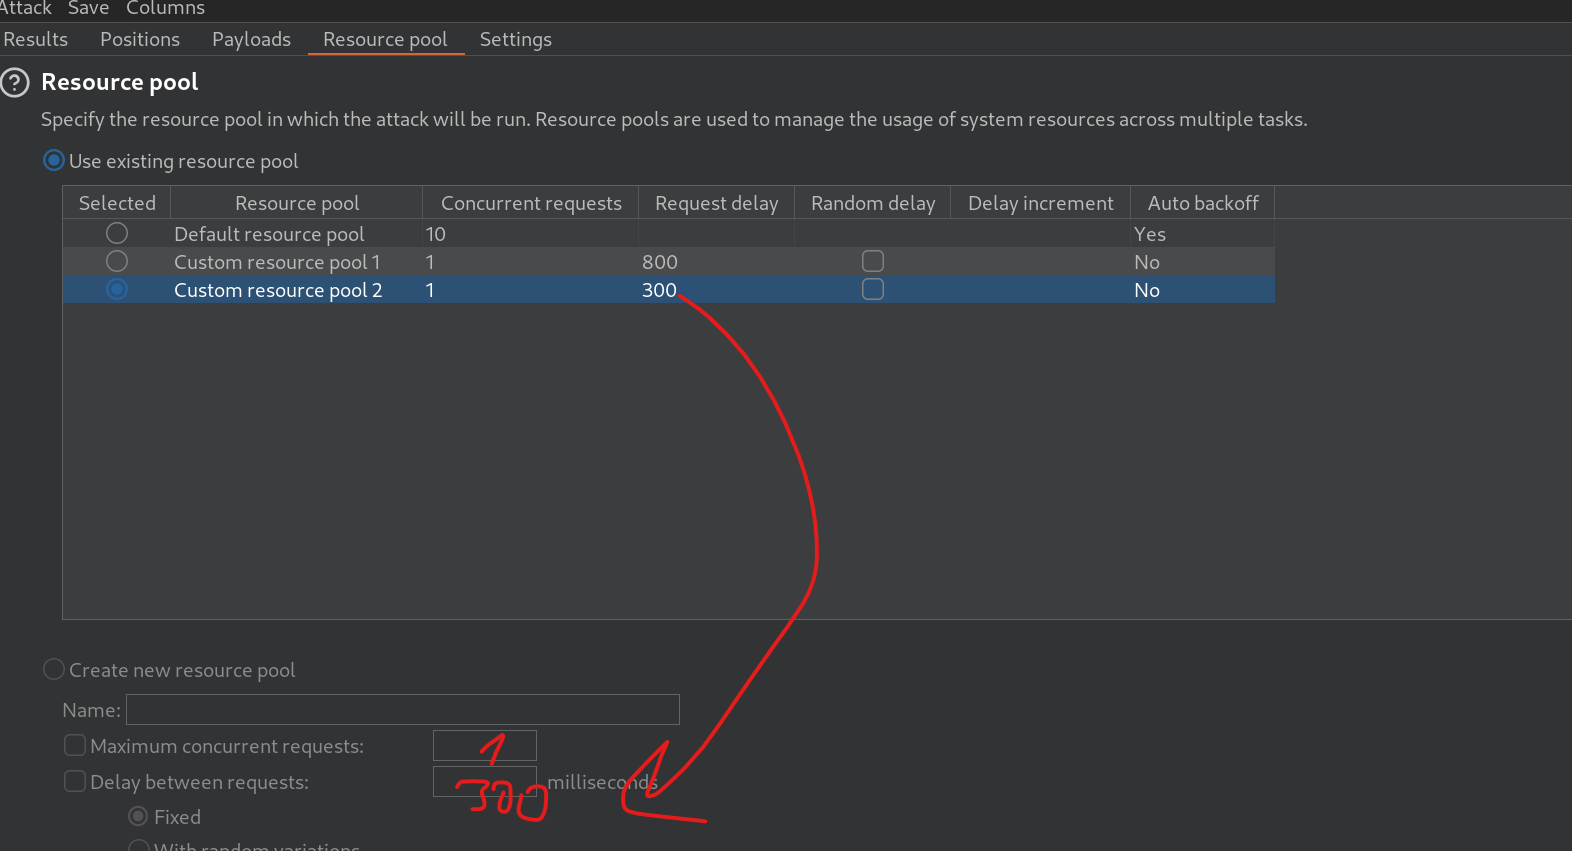 Attack Save Columns
Results Positions Payloads Resource pool Settings
? Resource pool
Specify the resource pool in which the attack will be run. Resource pools are used to manage the usage of system resources across multiple tasks.
Use existing resource pool
Selected Resource pool Concurrent requests Request delay Random delay Delay increment Auto backoff
Default resource pool 10 Yes
Custom resource pool 1 1 800 No
Custom resource pool 2 1 300 No
Create new resource pool
Name:
Maximum concurrent requests: 1
Delay between requests: 300 milliseconds
Fixed
With random variations